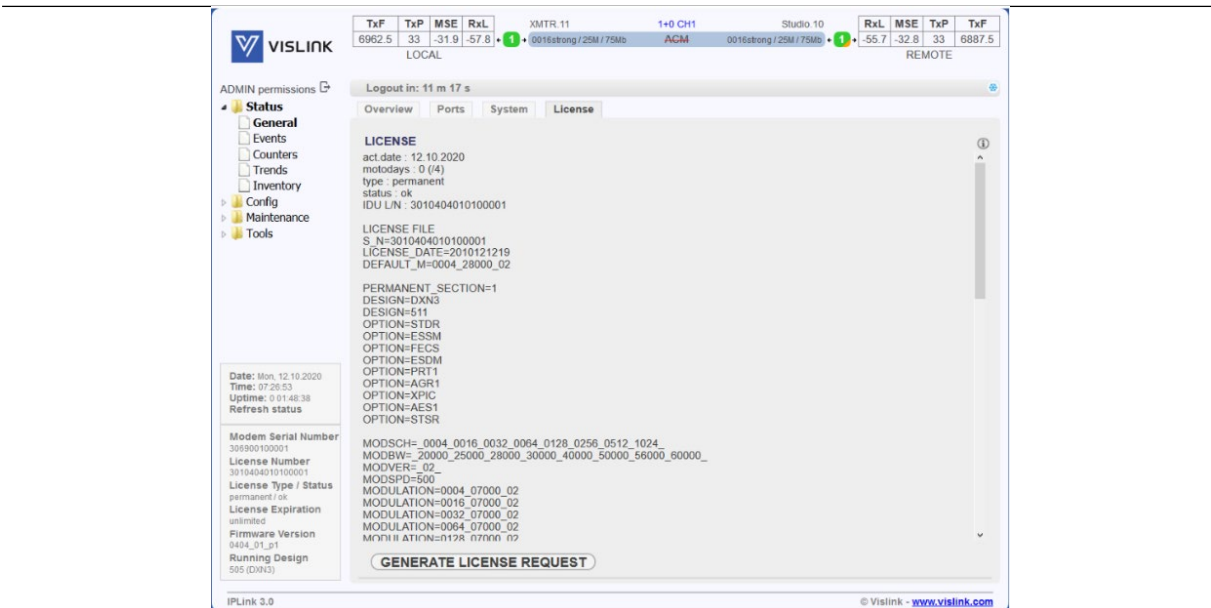 TxF TxP MSE RxL XMTR.11 1+0 CH1 Studio.10 RxL MSE TxP TxF
6962.5 33 -31.9 -57.8 1 0016strong / 25M / 75Mb ACM 0016strong / 25M / 75Mb 1 -55.7 -32.8 33 6887.5
LOCAL REMOTE
VISLINK
ADMIN permissions
Status
General
Events
Counters
Trends
Inventory
Config
Maintenance
Tools
Date: Mon, 12.10.2020
Time: 07:26:53
Uptime: 0 01:48:38
Refresh status
Modem Serial Number
306900100001
License Number
3010404010100001
License Type / Status
permanent / ok
License Expiration
unlimited
Firmware Version
0404_01_p1
Running Design
505 (DXN3)
Logout in: 11 m 17 s
Overview Ports System License
LICENSE
act.date : 12.10.2020
motodays : 0 (/4)
type : permanent
status : ok
IDU L/N : 3010404010100001
LICENSE FILE
S_N=3010404010100001
LICENSE_DATE=2010121219
DEFAULT_M=0004_28000_02
PERMANENT_SECTION=1
DESIGN=DXN3
DESIGN=511
OPTION=STDR
OPTION=ESSM
OPTION=FECS
OPTION=ESDM
OPTION=PRT1
OPTION=AGR1
OPTION=XPIC
OPTION=AES1
OPTION=STSR
MODSCH=_0004_0016_0032_0064_0128_0256_0512_1024_
MODBW=_20000_25000_28000_30000_40000_50000_56000_60000_
MODVER=_02_
MODSPD=500
MODULATION=0004_07000_02
MODULATION=0016_07000_02
MODULATION=0032_07000_02
MODULATION=0064_07000_02
MODULATION=0128_07000_02
GENERATE LICENSE REQUEST
IPLink 3.0
© Vislink - www.vislink.com